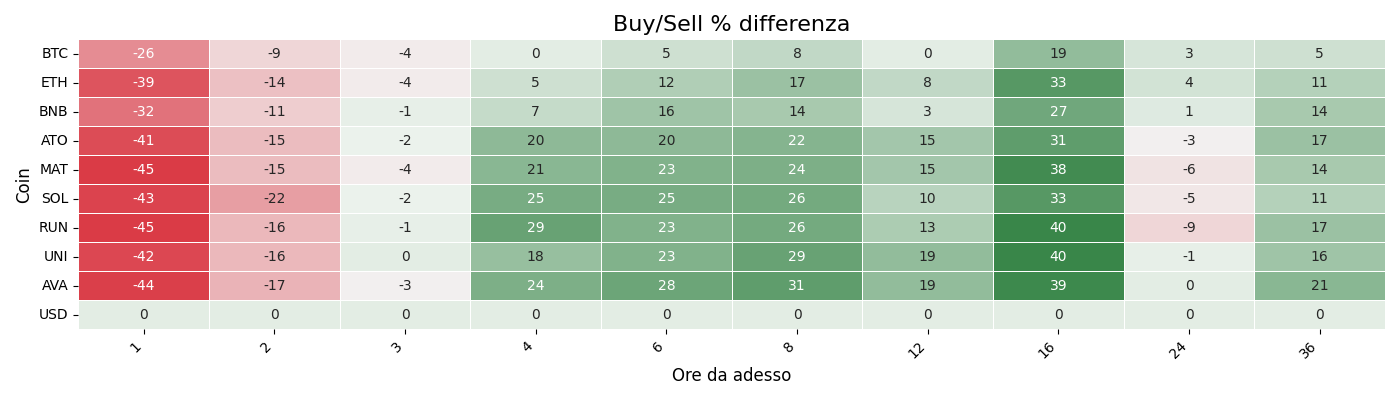 Buy/Sell % differenza
Coin
BTC -26 -9 -4 0 5 8 0 19 3 5
ETH -39 -14 -4 5 12 17 8 33 4 11
BNB -32 -11 -1 7 16 14 3 27 1 14
ATO -41 -15 -2 20 20 22 15 31 -3 17
MAT -45 -15 -4 21 23 24 15 38 -6 14
SOL -43 -22 -2 25 25 26 10 33 -5 11
RUN -45 -16 -1 29 23 26 13 40 -9 17
UNI -42 -16 0 18 23 29 19 40 -1 16
AVA -44 -17 -3 24 28 31 19 39 0 21
USD 0 0 0 0 0 0 0 0 0 0
1 2 3 4 6 8 12 16 24 36
Ore da adesso